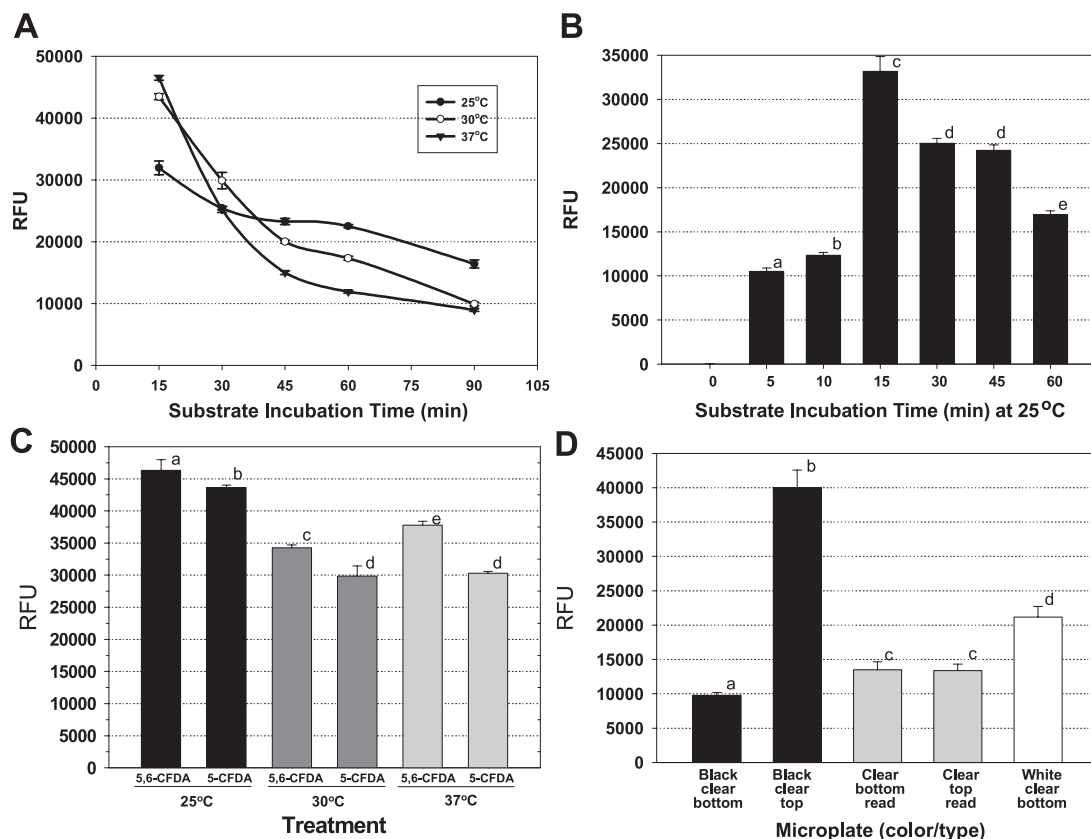 A
50000
40000
30000
20000
10000
0
RFU
0 15 30 45 60 75 90 105
Substrate Incubation Time (min)
25°C
30°C
37°C
B
35000
30000
25000
20000
15000
10000
5000
0
RFU
a
b
c
d
d
e
0 5 10 15 30 45 60
Substrate Incubation Time (min) at 25°C
C
50000
45000
40000
35000
30000
25000
20000
15000
10000
5000
0
RFU
a
b
c
d
e
d
5,6-CFDA 5-CFDA 5,6-CFDA 5-CFDA 5,6-CFDA 5-CFDA
25°C 30°C 37°C
Treatment
D
45000
40000
35000
30000
25000
20000
15000
10000
5000
0
RFU
a
b
c
c
d
Black
clear
bottom
Black
clear
top
Clear
bottom
read
Clear
top
read
White
clear
bottom
Microplate (color/type)